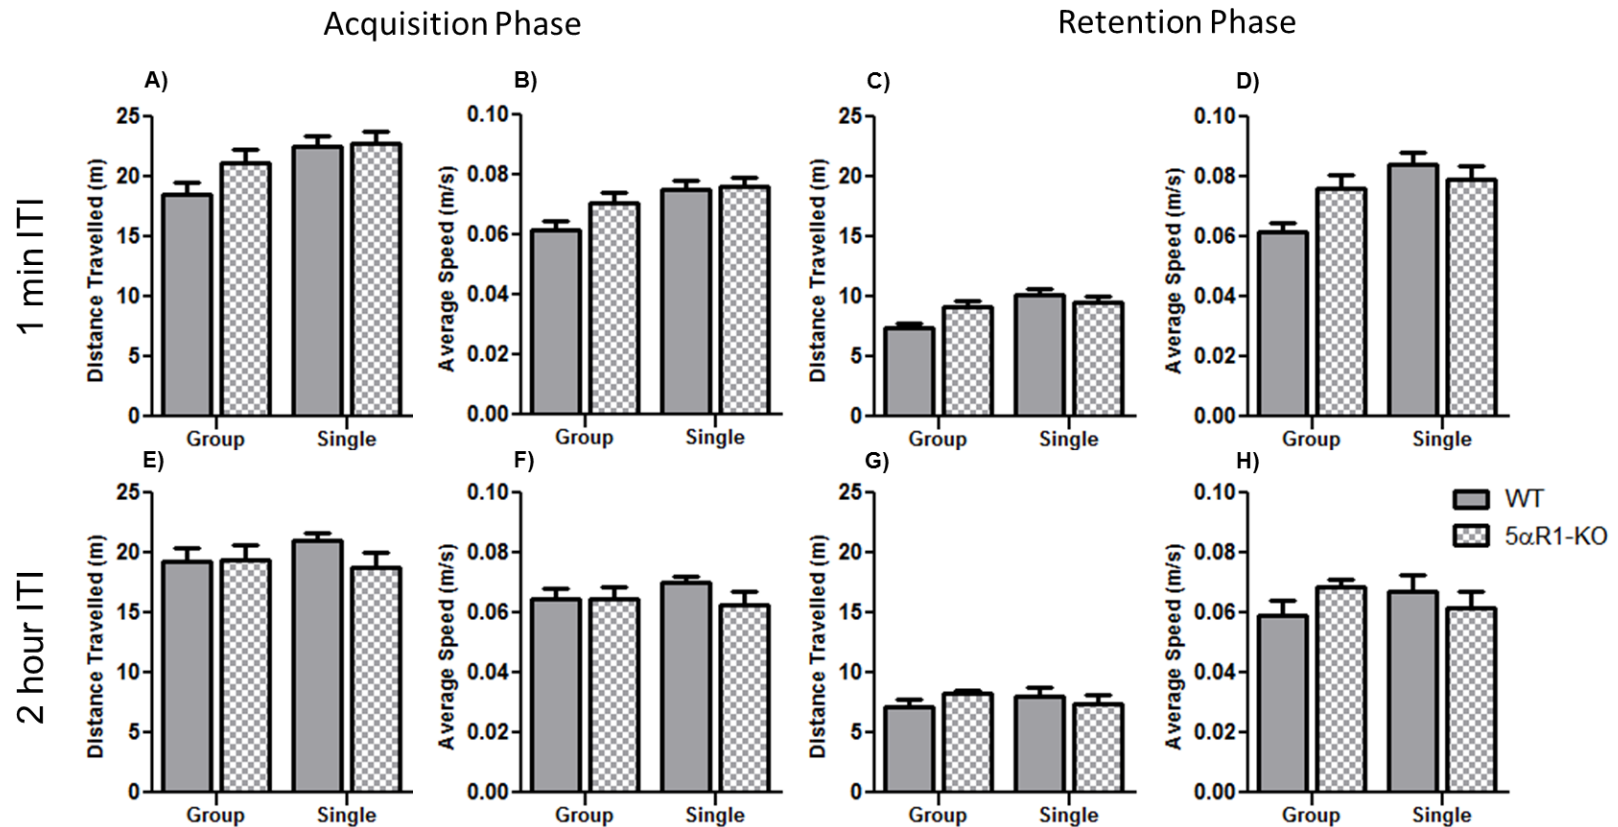 Acquisition Phase
Retention Phase
1 min ITI
A)
Distance Travelled (m)
25
20
15
10
5
0
Group
Single
B)
Average Speed (m/s)
0.10
0.08
0.06
0.04
0.02
0.00
Group
Single
C)
Distance Travelled (m)
25
20
15
10
5
0
Group
Single
D)
Average Speed (m/s)
0.10
0.08
0.06
0.04
0.02
0.00
Group
Single
2 hour ITI
E)
Distance Travelled (m)
25
20
15
10
5
0
Group
Single
F)
Average Speed (m/s)
0.10
0.08
0.06
0.04
0.02
0.00
Group
Single
G)
Distance Travelled (m)
25
20
15
10
5
0
Group
Single
H)
Average Speed (m/s)
0.10
0.08
0.06
0.04
0.02
0.00
Group
Single
WT
5αR1-KO